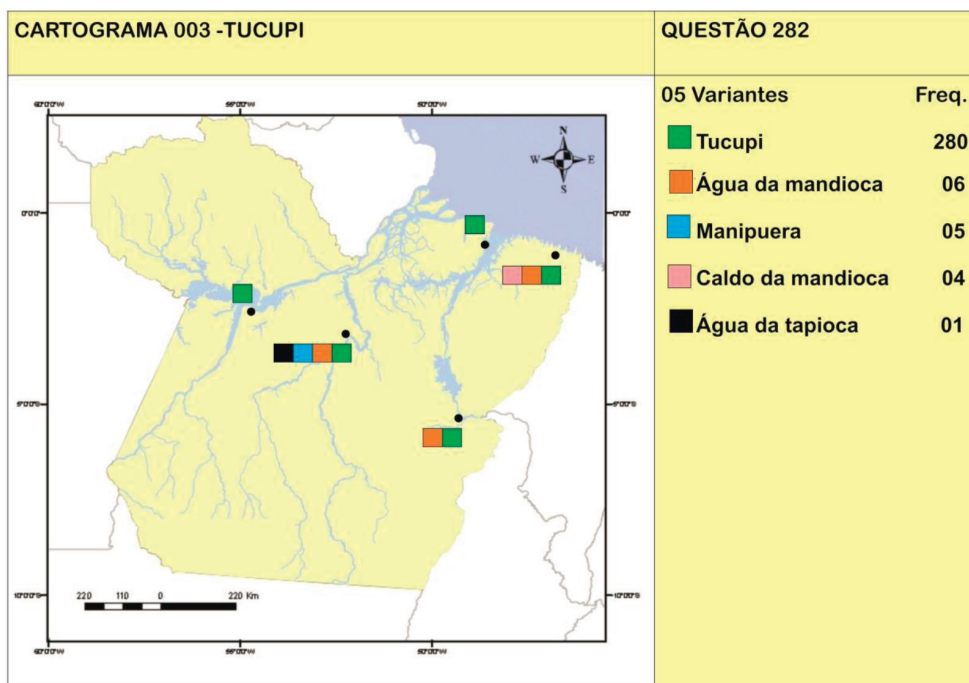 CARTOGRAMA 003 -TUCUPI
QUESTÃO 282
05 Variantes Freq.
Tucupi 280
Água da mandioca 06
Manipuera 05
Caldo da mandioca 04
Água da tapioca 01
N
W E
S
220 110 0 220 Km